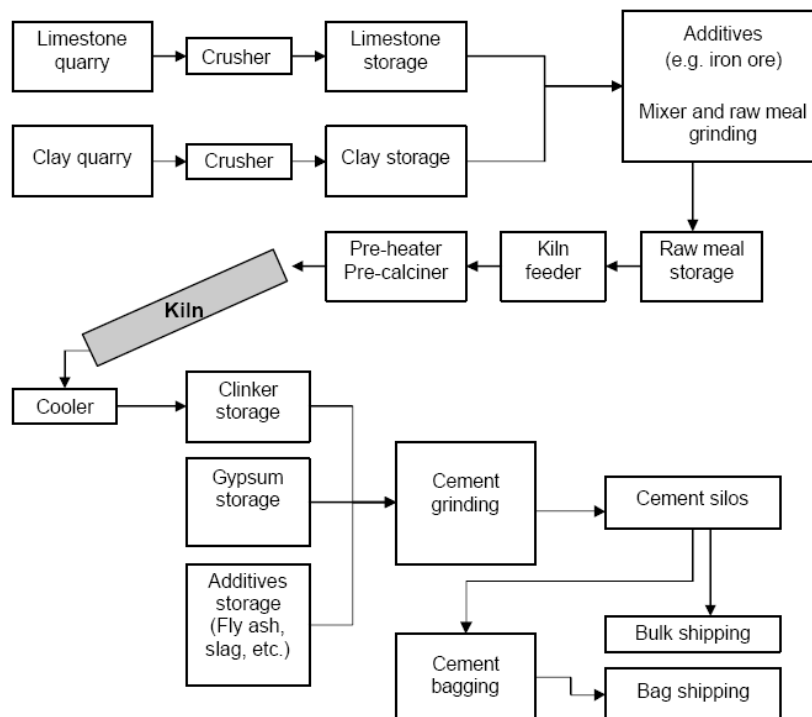 Limestone
quarry
Crusher
Limestone
storage
Additives
(e.g. iron ore)
Mixer and raw meal
grinding
Clay quarry
Crusher
Clay storage
Pre-heater
Pre-calciner
Kiln
feeder
Raw meal
storage
Kiln
Cooler
Clinker
storage
Gypsum
storage
Cement
grinding
Cement silos
Additives
storage
(Fly ash,
slag, etc.)
Bulk shipping
Cement
bagging
Bag shipping